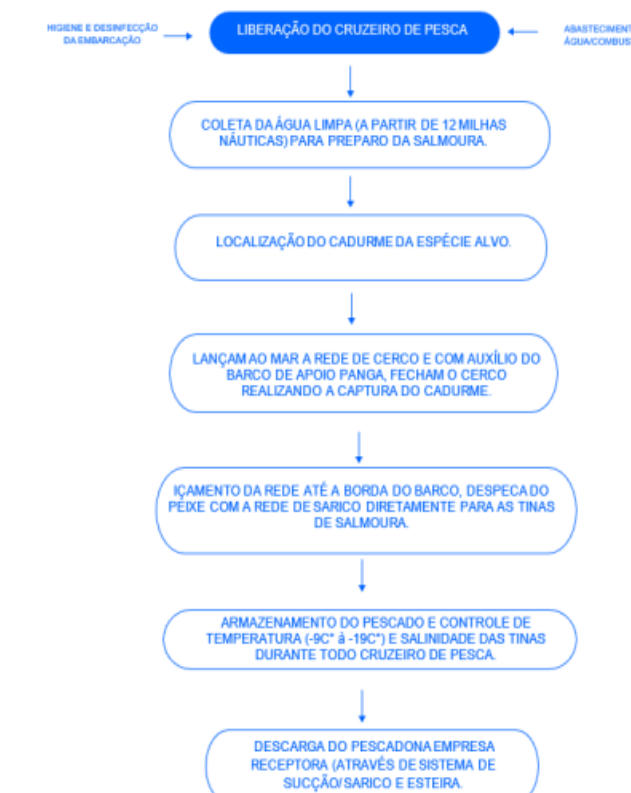 HIGIENE E DESINFECÇÃO
DA EMBARCAÇÃO
LIBERAÇÃO DO CRUZEIRO DE PESCA
ABASTECIMENT
ÁGUA/COMBUS
COLETA DA ÁGUA LIMPA (A PARTIR DE 12 MILHAS
NÁUTICAS) PARA PREPARO DA SALMOURA.
LOCALIZAÇÃO DO CADURME DA ESPÉCIE ALVO.
LANÇAM AO MAR A REDE DE CERCO E COM AUXÍLIO DO
BARCO DE APOIO PANGA, FECHAM O CERCO
REALIZANDO A CAPTURA DO CADURME.
IÇAMENTO DA REDE ATÉ A BORDA DO BARCO, DESPECA DO
PEIXE COM A REDE DE SARICO DIRETAMENTE PARA AS TINAS
DE SALMOURA.
ARMAZENAMENTO DO PESCADO E CONTROLE DE
TEMPERATURA (-9C° à -19C°) E SALINIDADE DAS TINAS
DURANTE TODO CRUZEIRO DE PESCA.
DESCARGA DO PESCADO NA EMPRESA
RECEPTORA (ATRAVÉS DE SISTEMA DE
SUCÇÃO/SARICO E ESTEIRA.